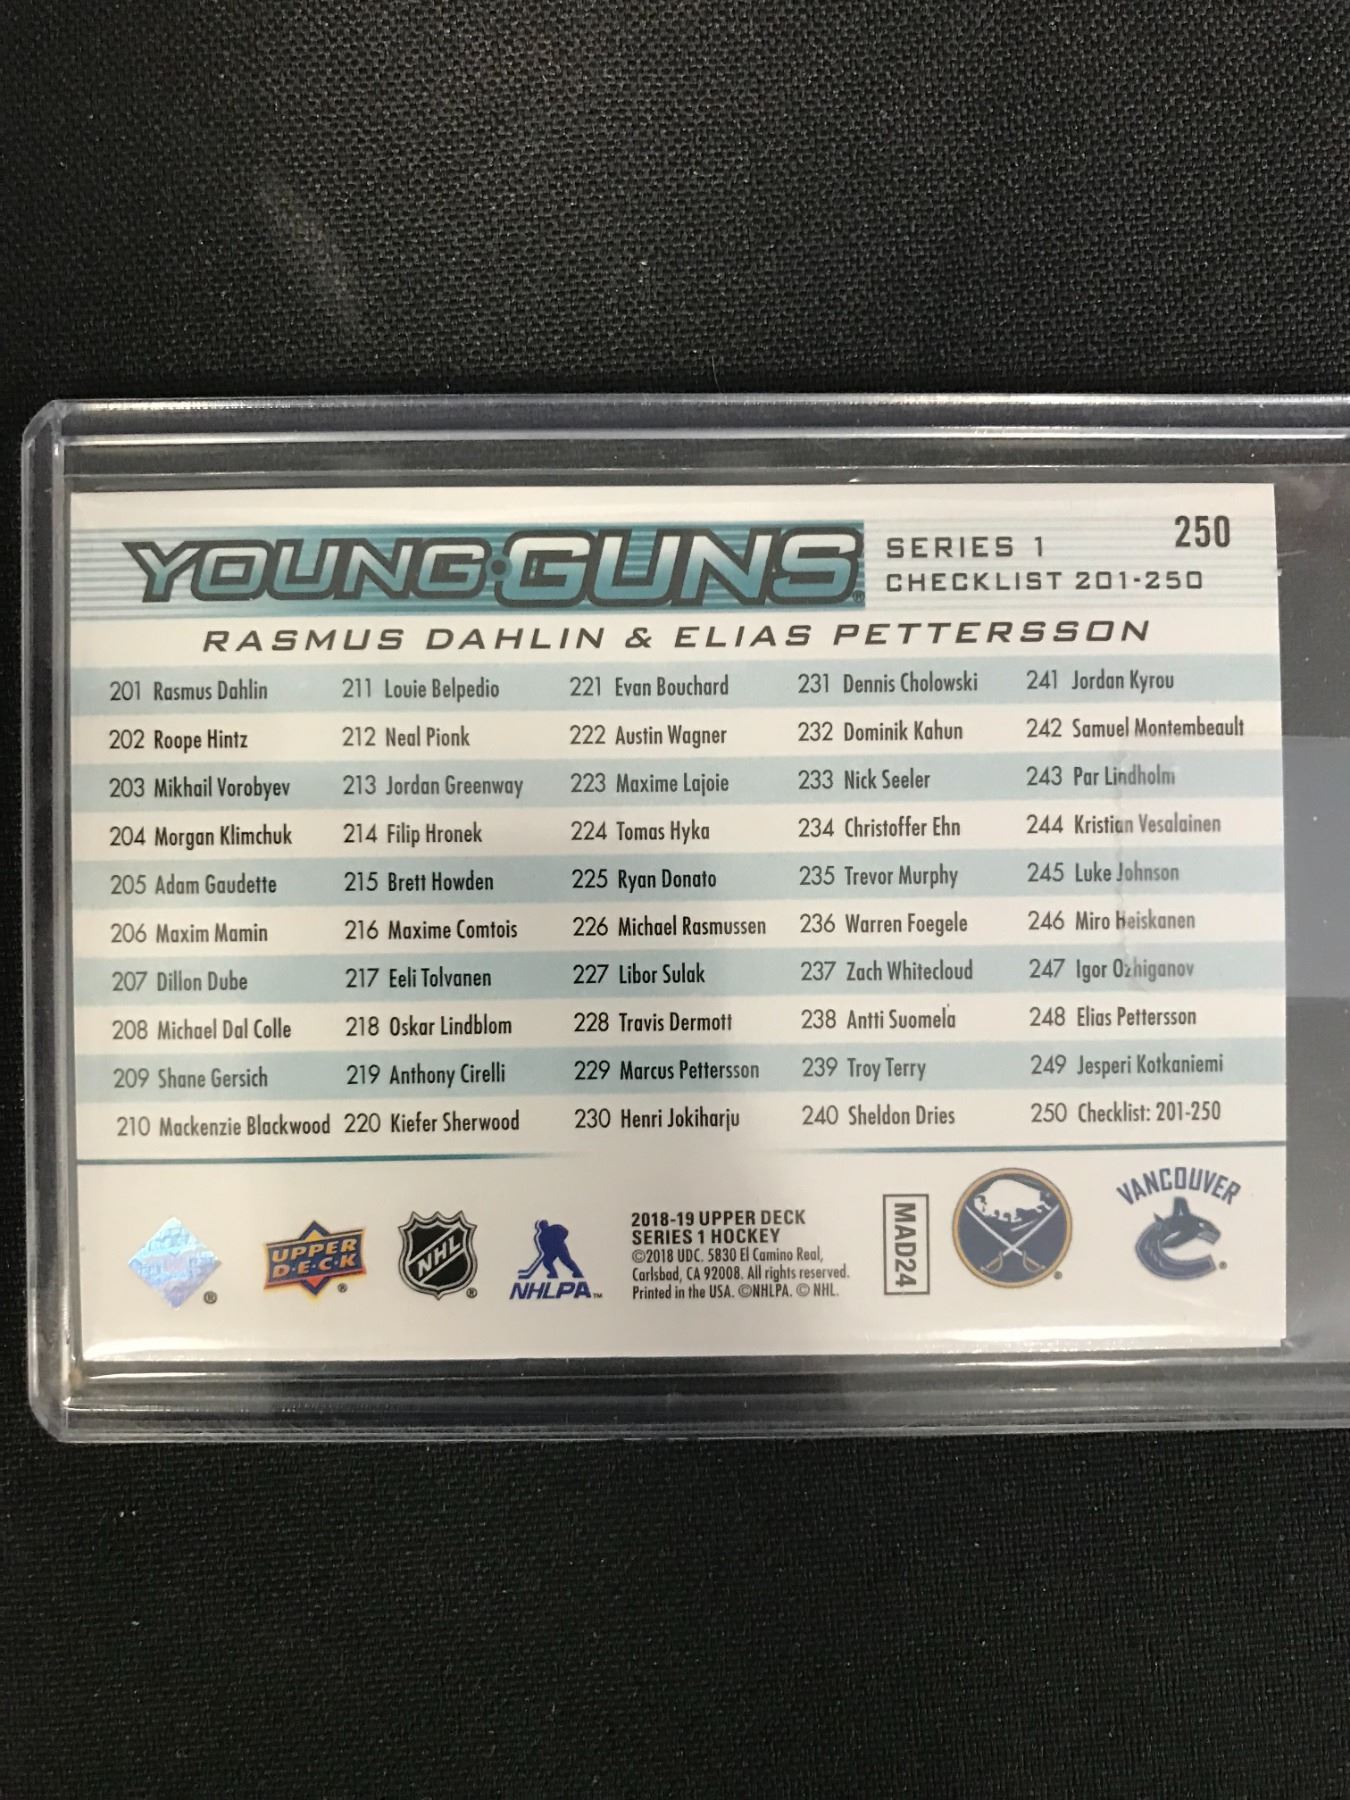 YOUNG GUNS®
SERIES 1
CHECKLIST 201-250
250
RASMUS DAHLIN & ELIAS PETTERSSON
201 Rasmus Dahlin
202 Roope Hintz
203 Mikhail Vorobyev
204 Morgan Klimchuk
205 Adam Gaudette
206 Maxim Mamin
207 Dillon Dube
208 Michael Dal Colle
209 Shane Gersich
210 Mackenzie Blackwood
211 Louie Belpedio
212 Neal Pionk
213 Jordan Greenway
214 Filip Hronek
215 Brett Howden
216 Maxime Comtois
217 Eeli Tolvanen
218 Oskar Lindblom
219 Anthony Cirelli
220 Kiefer Sherwood
221 Evan Bouchard
222 Austin Wagner
223 Maxime Lajoie
224 Tomas Hyka
225 Ryan Donato
226 Michael Rasmussen
227 Libor Sulak
228 Travis Dermott
229 Marcus Pettersson
230 Henri Jokiharju
231 Dennis Cholowski
232 Dominik Kahun
233 Nick Seeler
234 Christoffer Ehn
235 Trevor Murphy
236 Warren Foegele
237 Zach Whitecloud
238 Antti Suomela
239 Troy Terry
240 Sheldon Dries
241 Jordan Kyrou
242 Samuel Montembeault
243 Par Lindholm
244 Kristian Vesalainen
245 Luke Johnson
246 Miro Heiskanen
247 Igor Ozhiganov
248 Elias Pettersson
249 Jesperi Kotkaniemi
250 Checklist: 201-250
UPPER
D·E·C·K
NHL
NHLPA™
2018-19 UPPER DECK
SERIES 1 HOCKEY
©2018 UDC. 5830 El Camino Real,
Carlsbad, CA 92008. All rights reserved.
Printed in the USA. ©NHLPA. © NHL.
MAD24
VANCOUVER